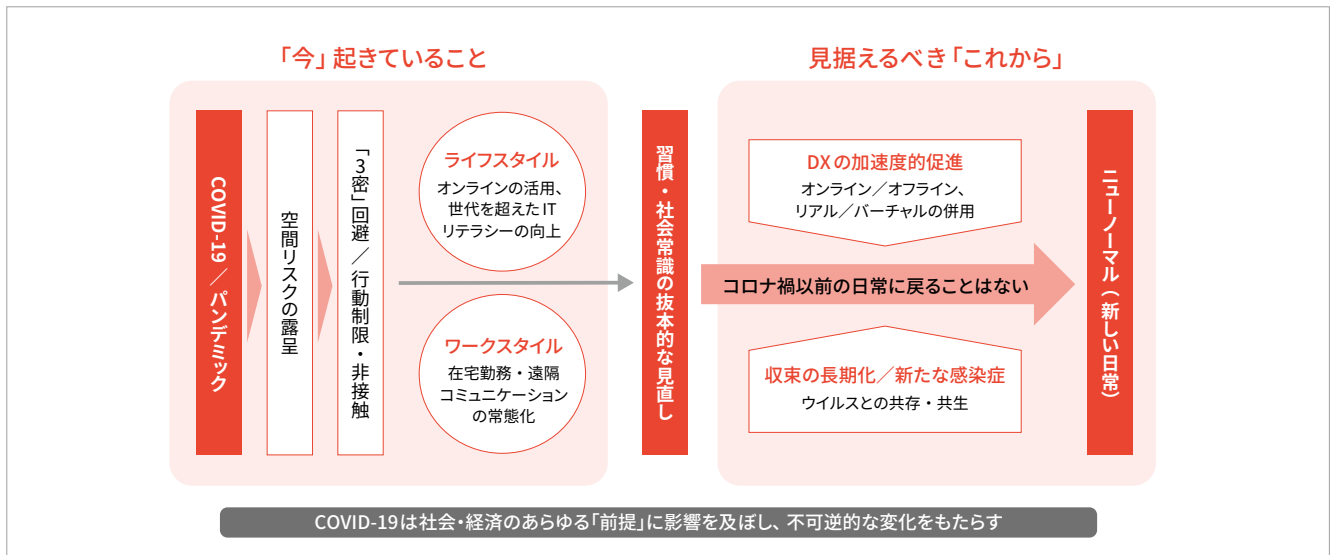 「今」起きていること
COVID-19／パンデミック
空間リスクの露呈
「3密」回避／行動制限・非接触
ライフスタイル
オンラインの活用、
世代を超えたIT
リテラシーの向上
ワークスタイル
在宅勤務・遠隔
コミュニケーション
の常態化
習慣・社会常識の抜本的な見直し
見据えるべき「これから」
DXの加速度的促進
オンライン／オフライン、
リアル／バーチャルの併用
コロナ禍以前の日常に戻ることはない
収束の長期化／新たな感染症
ウイルスとの共存・共生
ニューノーマル（新しい日常）
COVID-19は社会・経済のあらゆる「前提」に影響を及ぼし、不可逆的な変化をもたらす